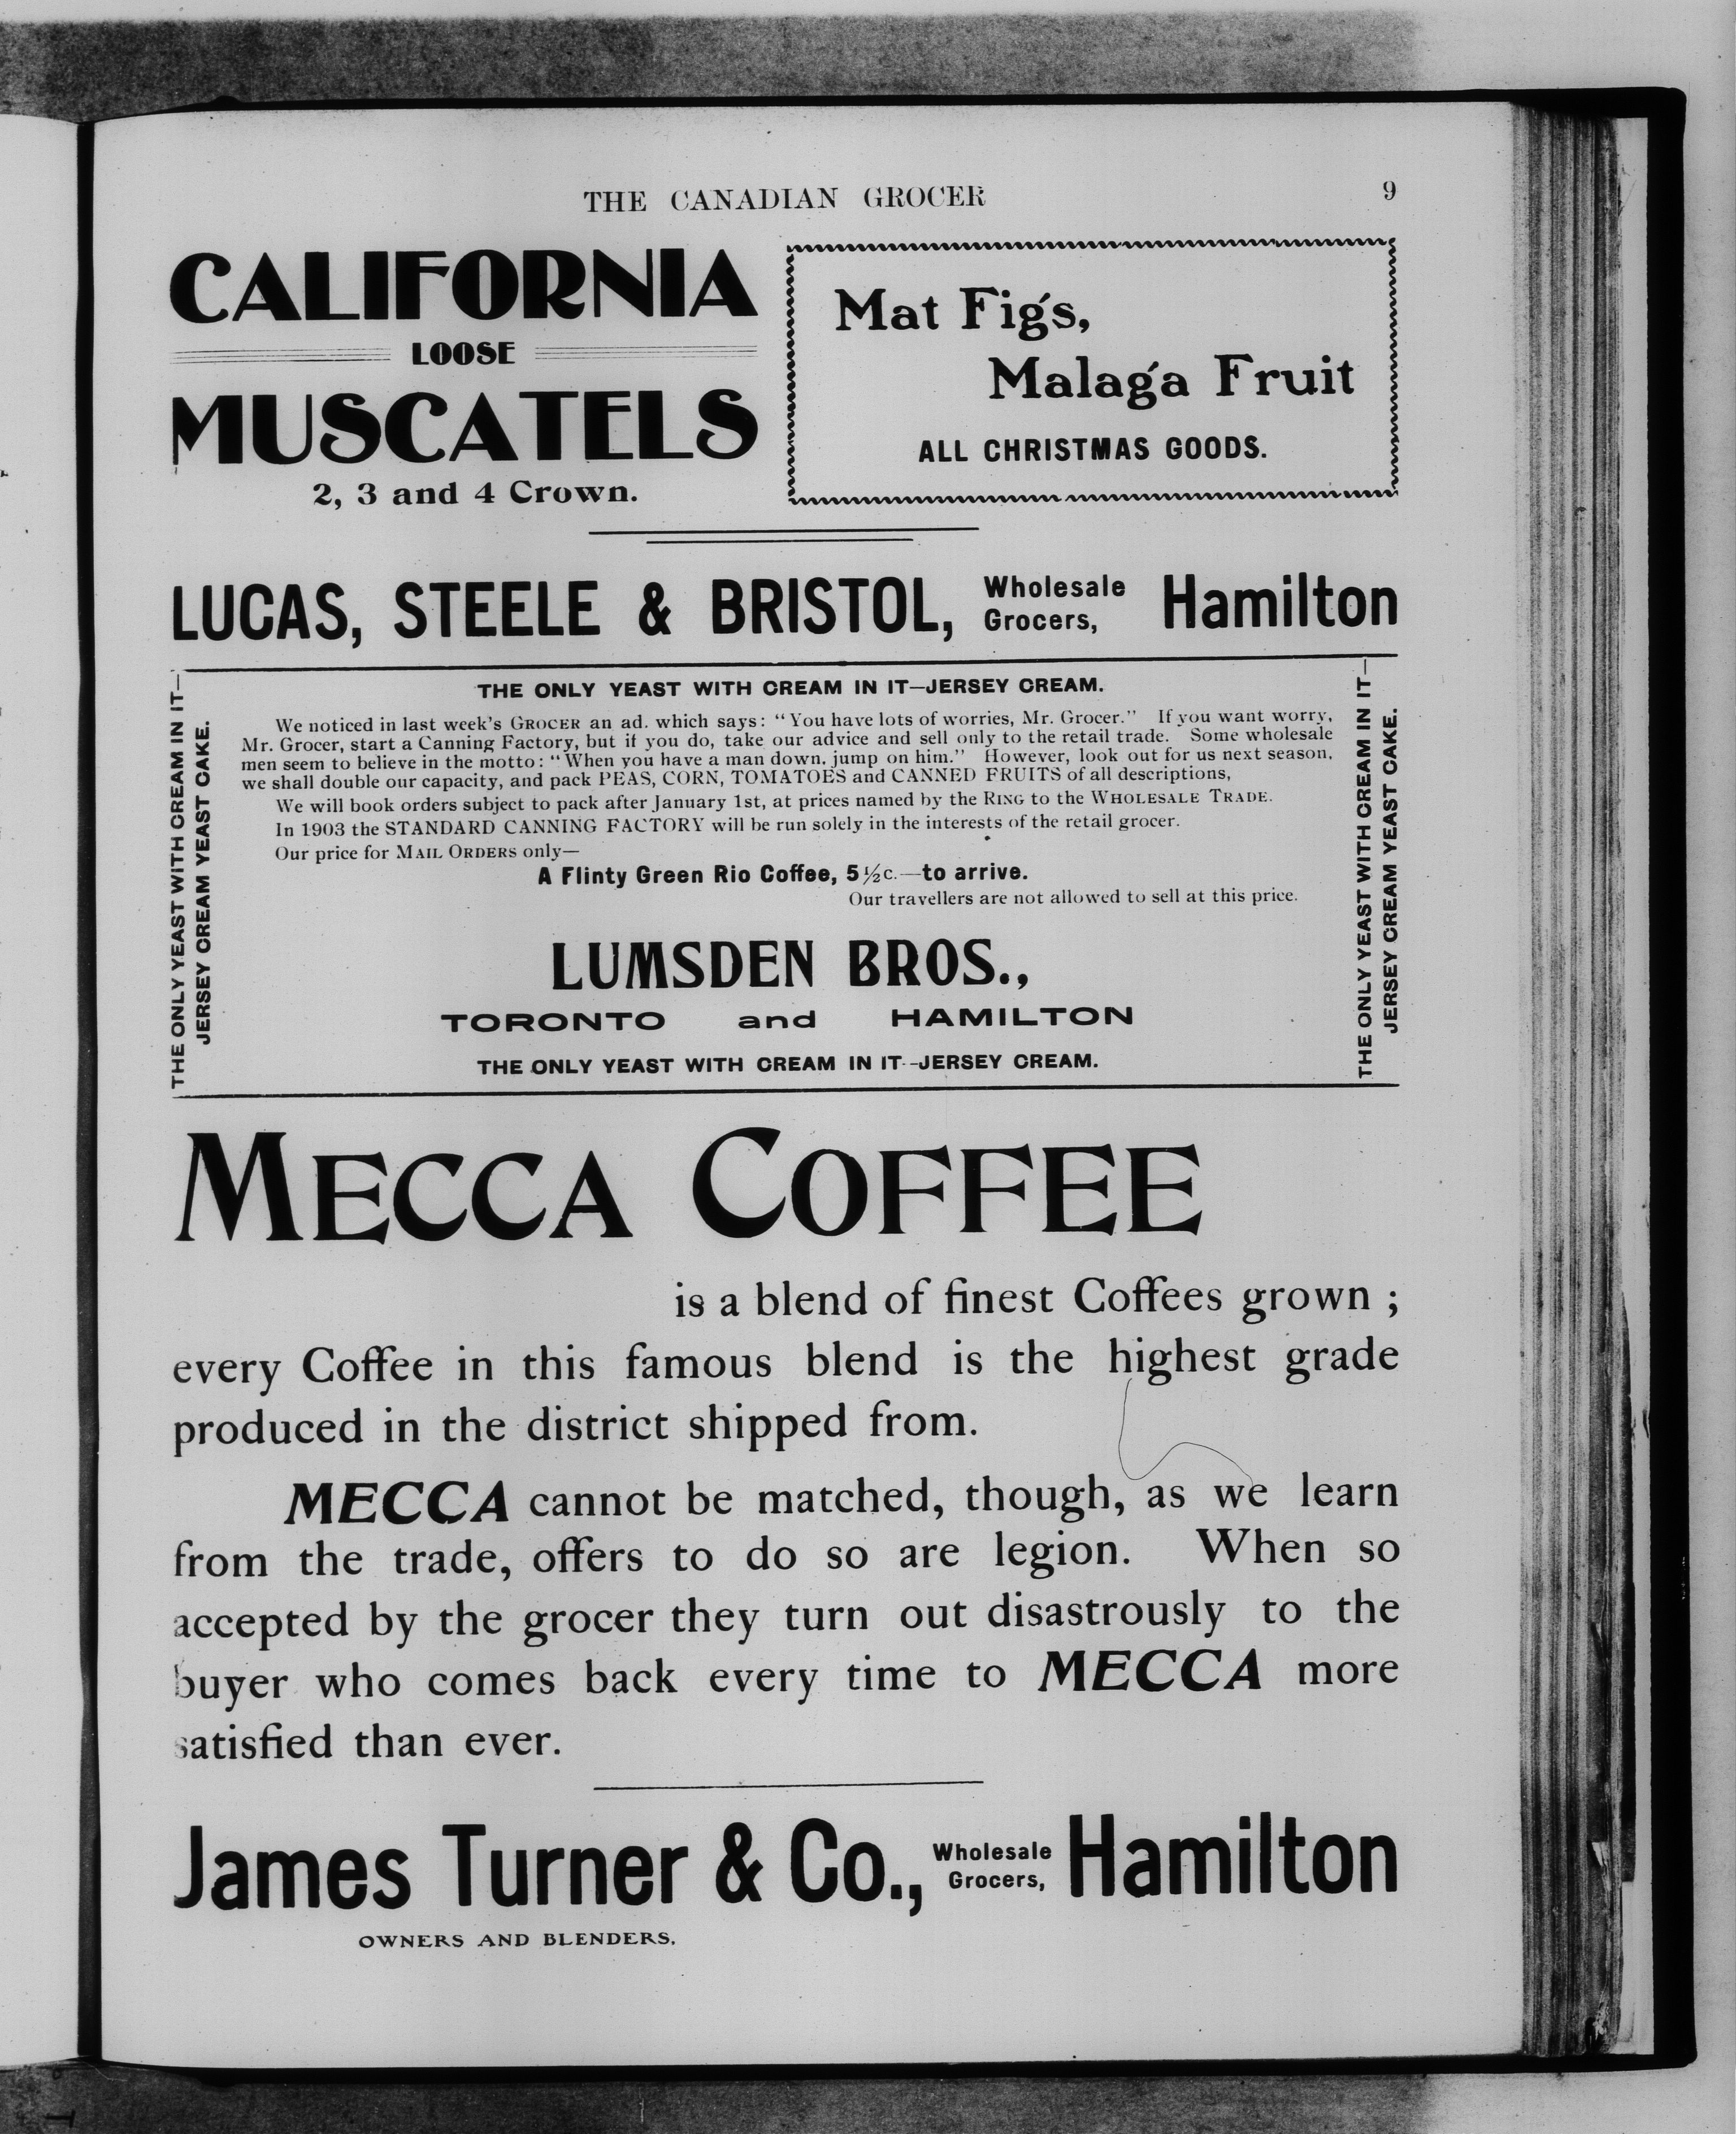 THE CANADIAN GROCER 9
CALIFORNIA
LOOSE
MUSCATELS
2, 3 and 4 Crown.
Mat Figs,
Malaga Fruit
ALL CHRISTMAS GOODS.
LUCAS, STEELE & BRISTOL, Wholesale Grocers, Hamilton
THE ONLY YEAST WITH CREAM IN IT—
JERSEY CREAM YEAST CAKE.
THE ONLY YEAST WITH CREAM IN IT—JERSEY CREAM.
We noticed in last week's GROCER an ad. which says: "You have lots of worries, Mr. Grocer." If you want worry,
Mr. Grocer, start a Canning Factory, but if you do, take our advice and sell only to the retail trade. Some wholesale
men seem to believe in the motto: "When you have a man down, jump on him." However, look out for us next season,
we shall double our capacity, and pack PEAS, CORN, TOMATOES and CANNED FRUITS of all descriptions,
We will book orders subject to pack after January 1st, at prices named by the RING to the WHOLESALE TRADE.
In 1903 the STANDARD CANNING FACTORY will be run solely in the interests of the retail grocer.
Our price for MAIL ORDERS only—
A Flinty Green Rio Coffee, 5½c.—to arrive.
Our travellers are not allowed to sell at this price.
LUMSDEN BROS.,
TORONTO and HAMILTON
THE ONLY YEAST WITH CREAM IN IT--JERSEY CREAM.
THE ONLY YEAST WITH CREAM IN IT—
JERSEY CREAM YEAST CAKE.
MECCA COFFEE
is a blend of finest Coffees grown ;
every Coffee in this famous blend is the highest grade
produced in the district shipped from.
MECCA cannot be matched, though, as we learn
from the trade, offers to do so are legion. When so
accepted by the grocer they turn out disastrously to the
buyer who comes back every time to MECCA more
satisfied than ever.
James Turner & Co., Wholesale Grocers, Hamilton
OWNERS AND BLENDERS.